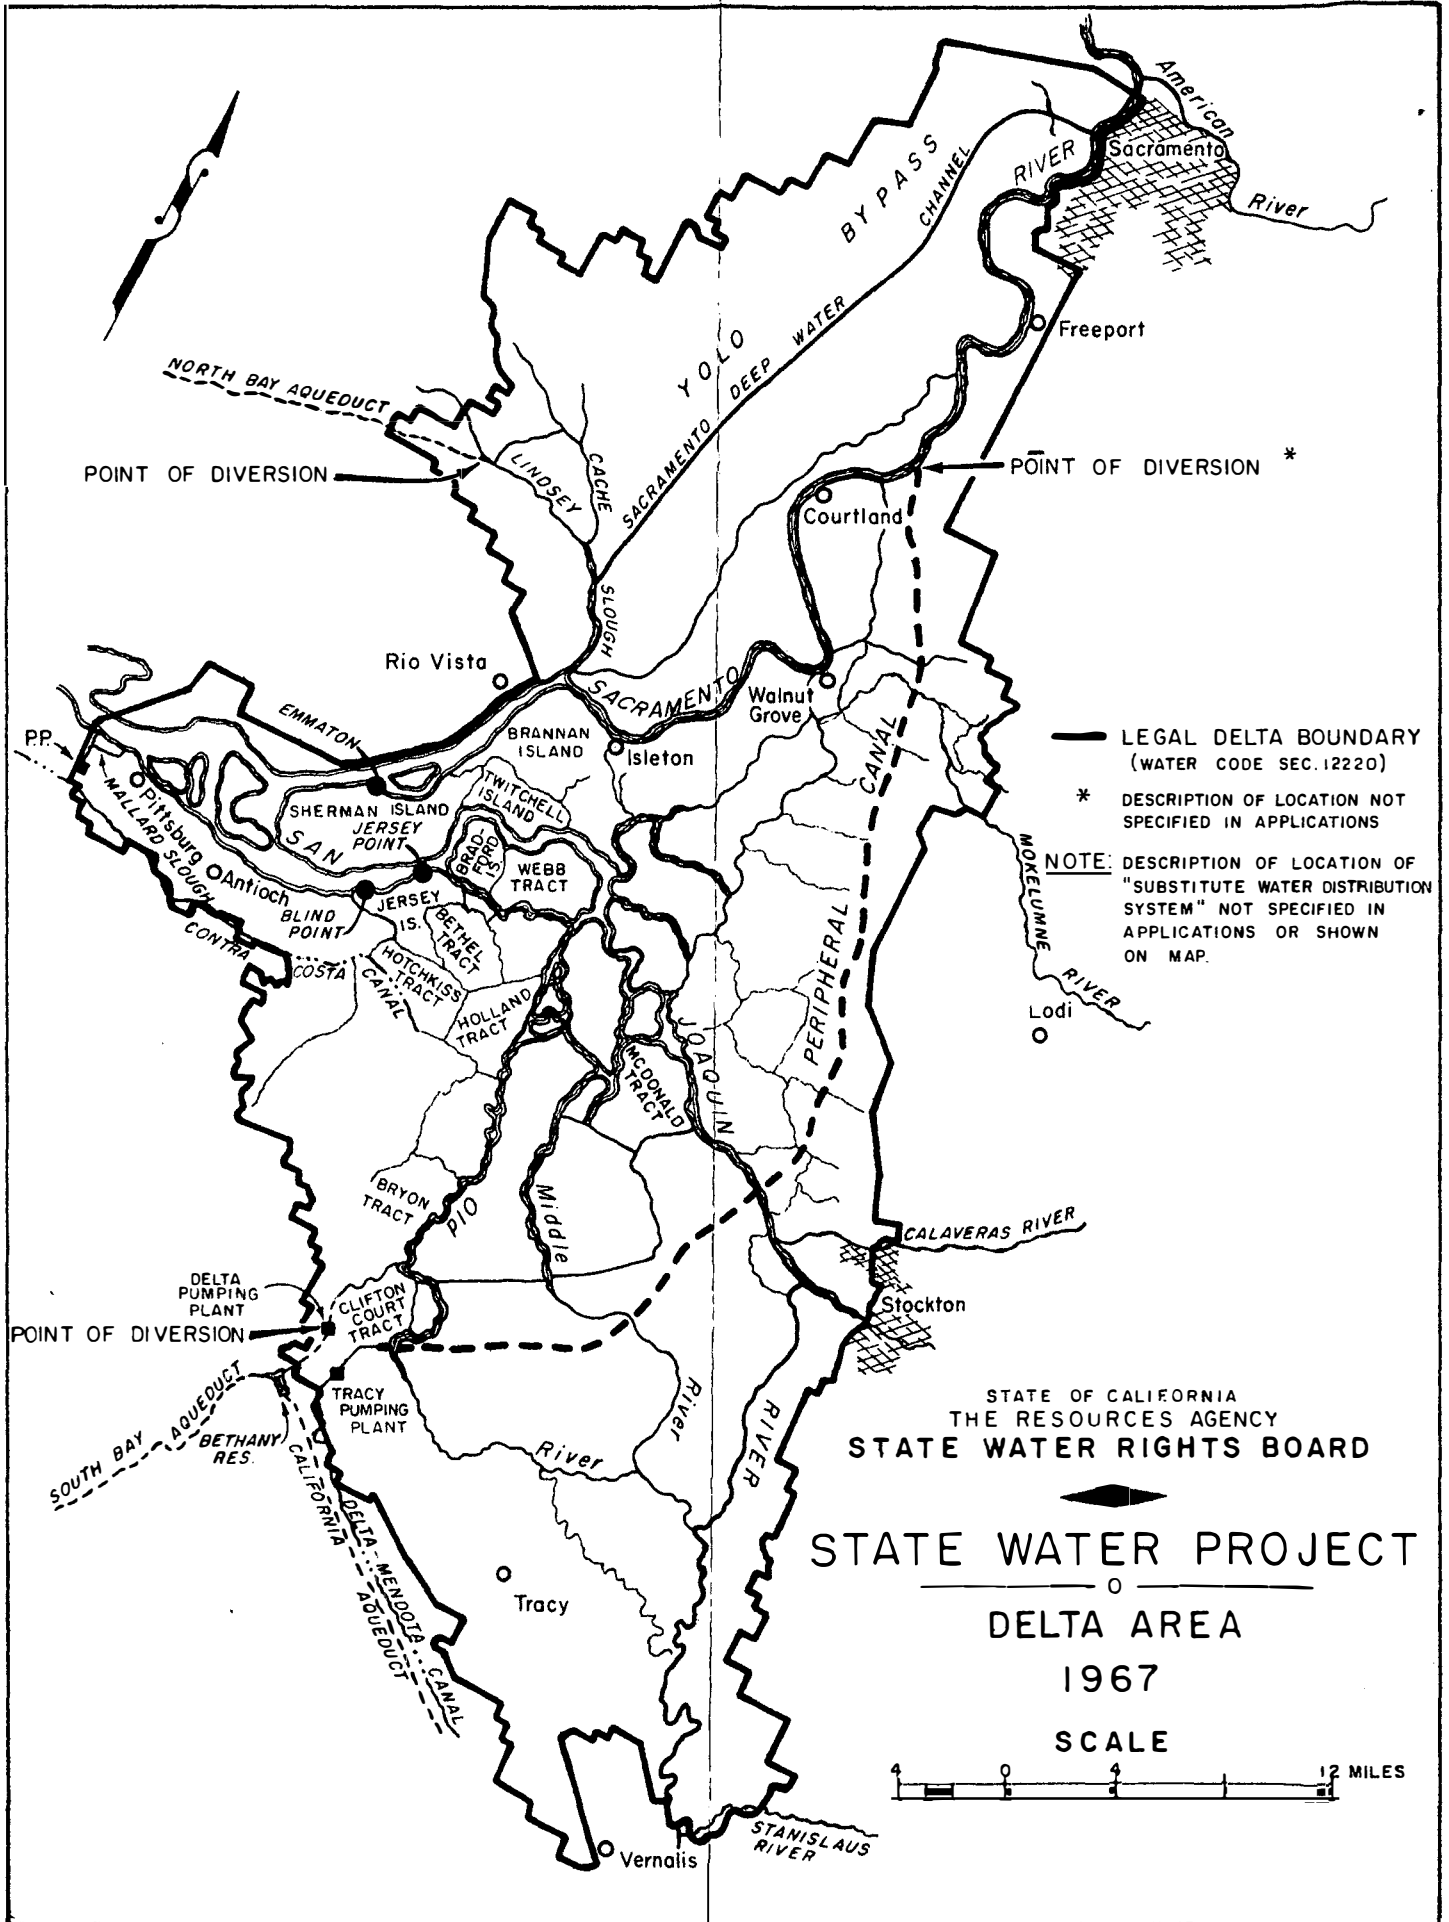 American
River
Sacramento
RIVER
BY PASS
CHANNEL
Freeport
YOLO
SACRAMENTO DEEP WATER
NORTH BAY AQUEDUCT
POINT OF DIVERSION
LINDSEY
CACHE
SLOUGH
POINT OF DIVERSION *
Courtland
Rio Vista
SACRAMENTO
Walnut
Grove
EMMATON
BRANNAN
ISLAND
Isleton
P.P.
MALLARD SLOUGH
Pittsburg
TWITCHELL
ISLAND
SHERMAN ISLAND
JERSEY
POINT
SAN
BRAD-
FORD
IS.
WEBB
TRACT
Antioch
BLIND
POINT
JERSEY
IS.
BETHEL
TRACT
CONTRA
COSTA
CANAL
HOTCHKISS
TRACT
HOLLAND
TRACT
PERIPHERAL CANAL
LEGAL DELTA BOUNDARY
(WATER CODE SEC. 12220)
* DESCRIPTION OF LOCATION NOT
SPECIFIED IN APPLICATIONS
NOTE: DESCRIPTION OF LOCATION OF
"SUBSTITUTE WATER DISTRIBUTION
SYSTEM" NOT SPECIFIED IN
APPLICATIONS OR SHOWN
ON MAP.
MOKELUMNE
RIVER
Lodi
JOAQUIN
MCDONALD
TRACT
BRYON
TRACT
OLD
Middle
CALAVERAS RIVER
DELTA
PUMPING
PLANT
CLIFTON
COURT
TRACT
POINT OF DIVERSION
Stockton
SOUTH BAY AQUEDUCT
TRACY
PUMPING
PLANT
BETHANY
RES.
River
River
RIVER
CALIFORNIA
AQUEDUCT
DELTA-MENDOTA CANAL
Tracy
Vernalis
STANISLAUS
RIVER
STATE OF CALIFORNIA
THE RESOURCES AGENCY
STATE WATER RIGHTS BOARD
STATE WATER PROJECT
DELTA AREA
1967
SCALE
4 0 4 12 MILES